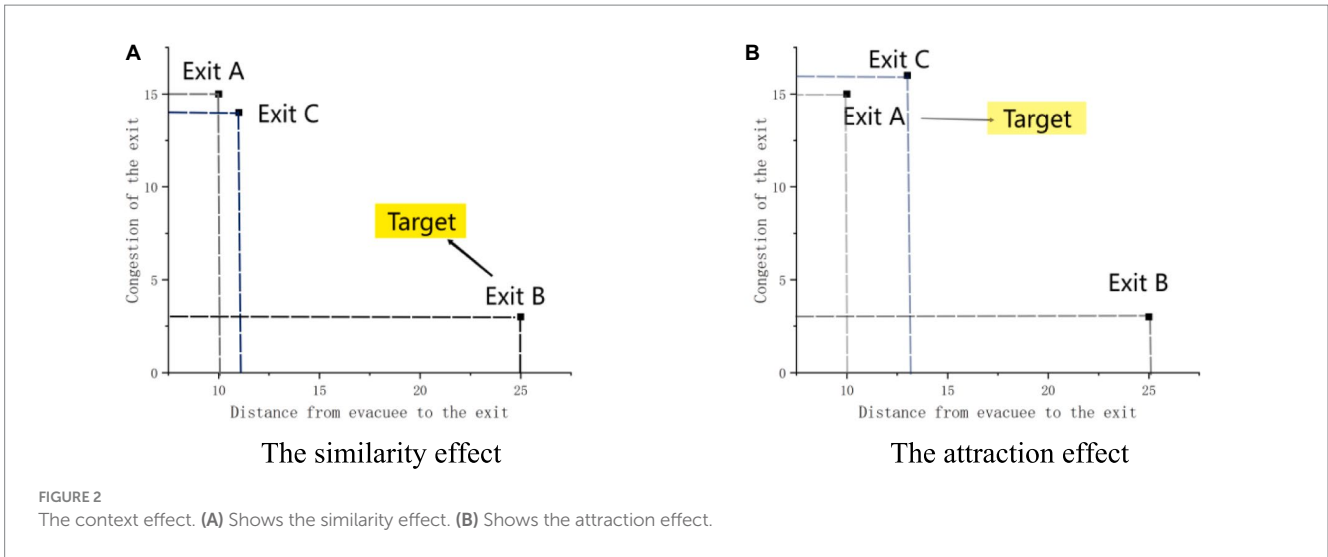 A
Exit A
Exit C
Target
Exit B
Congestion of the exit
15
10
5
0
10
15
20
25
Distance from evacuee to the exit
The similarity effect
B
Exit C
Exit A
Target
Exit B
Congestion of the exit
15
10
5
0
10
15
20
25
Distance from evacuee to the exit
The attraction effect
FIGURE 2
The context effect. (A) Shows the similarity effect. (B) Shows the attraction effect.